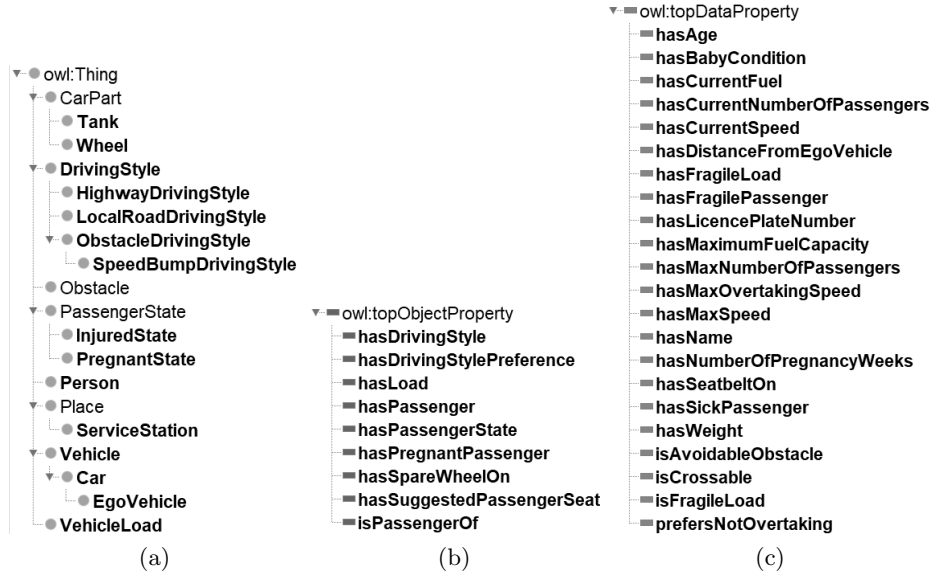 owl:Thing
CarPart
Tank
Wheel
DrivingStyle
HighwayDrivingStyle
LocalRoadDrivingStyle
ObstacleDrivingStyle
SpeedBumpDrivingStyle
Obstacle
PassengerState
InjuredState
PregnantState
Person
Place
ServiceStation
Vehicle
Car
EgoVehicle
VehicleLoad
(a)
owl:topObjectProperty
hasDrivingStyle
hasDrivingStylePreference
hasLoad
hasPassenger
hasPassengerState
hasPregnantPassenger
hasSpareWheelOn
hasSuggestedPassengerSeat
isPassengerOf
(b)
owl:topDataProperty
hasAge
hasBabyCondition
hasCurrentFuel
hasCurrentNumberOfPassengers
hasCurrentSpeed
hasDistanceFromEgoVehicle
hasFragileLoad
hasFragilePassenger
hasLicencePlateNumber
hasMaximumFuelCapacity
hasMaxNumberOfPassengers
hasMaxOvertakingSpeed
hasMaxSpeed
hasName
hasNumberOfPregnancyWeeks
hasSeatbeltOn
hasSickPassenger
hasWeight
isAvoidableObstacle
isCrossable
isFragileLoad
prefersNotOvertaking
(c)